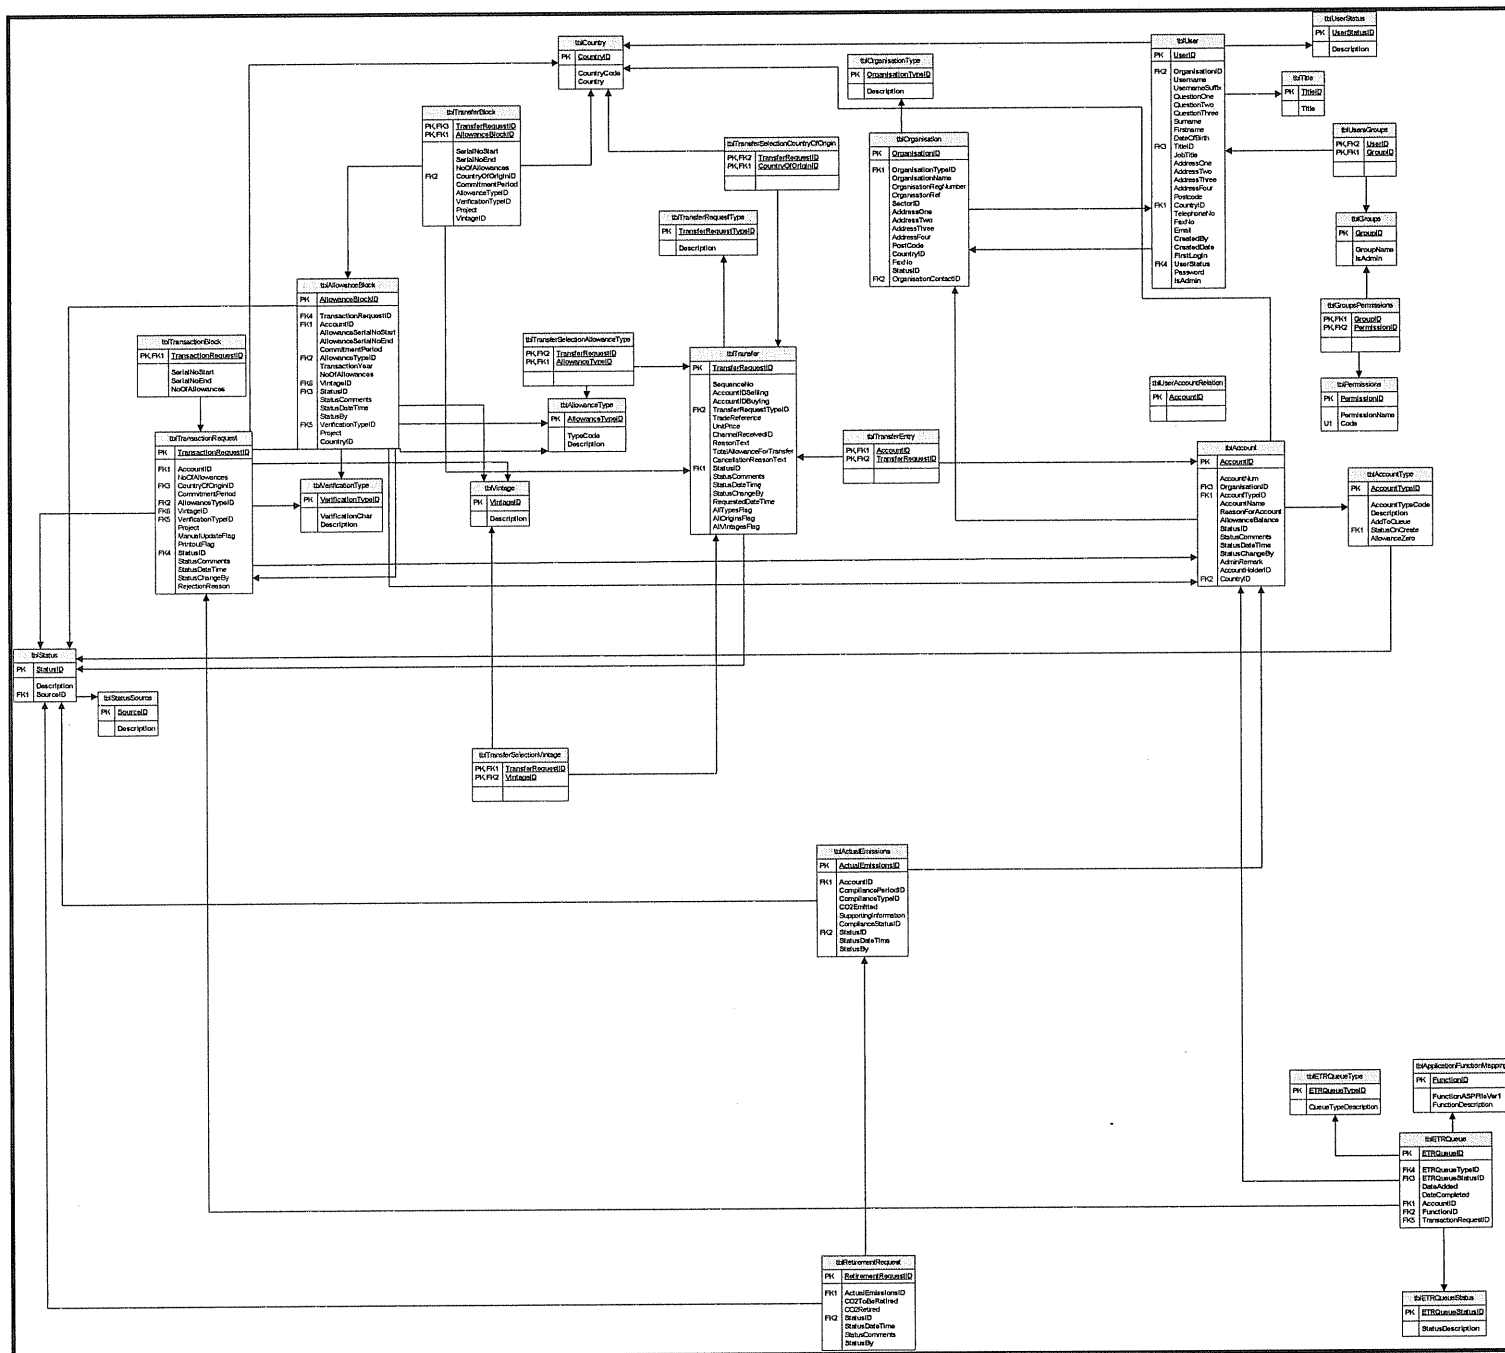 tblCountry
PK CountryID
CountryCode
Country
tblUserStatus
PK UserStatusID
Description
tblUser
PK UserID
FK2 OrganisationID
Username
UsernameSuffix
QuestionOne
QuestionTwo
QuestionThree
Surname
Firstname
DateOfBirth
FK3 TitleID
JobTitle
AddressOne
AddressTwo
AddressThree
AddressFour
Postcode
FK1 CountryID
TelephoneNo
FaxNo
Email
CreatedBy
CreatedDate
FirstLogin
FK4 UserStatus
Password
IsAdmin
tblOrganisationType
PK OrganisationTypeID
Description
tblTitle
PK TitleID
Title
tblTransferBlock
PK,FK3 TransferRequestID
PK,FK1 AllowanceBlockID
SerialNoStart
SerialNoEnd
NoOfAllowances
FK2 CountryOfOriginID
CommitmentPeriod
AllowanceTypeID
VerificationTypeID
Project
VintageID
tblTransferSelectionCountryOfOrigin
PK,FK2 TransferRequestID
PK,FK1 CountryOfOriginID
tblOrganisation
PK OrganisationID
FK1 OrganisationTypeID
OrganisationName
OrganisationRegNumber
OrganisationRef
SectorID
AddressOne
AddressTwo
AddressThree
AddressFour
PostCode
CountryID
FaxNo
StatusID
FK2 OrganisationContactID
tblUsersGroups
PK,FK2 UserID
PK,FK1 GroupID
tblTransferRequestType
PK TransferRequestTypeID
Description
tblGroups
PK GroupID
GroupName
IsAdmin
tblAllowanceBlock
PK AllowanceBlockID
FK4 TransactionRequestID
FK1 AccountID
AllowanceSerialNoStart
AllowanceSerialNoEnd
CommitmentPeriod
FK2 AllowanceTypeID
TransactionYear
NoOfAllowances
FK6 VintageID
FK3 StatusID
StatusComments
StatusDateTime
StatusBy
FK5 VerificationTypeID
Project
CountryID
tblGroupsPermissions
PK,FK1 GroupID
PK,FK2 PermissionID
tblTransactionBlock
PK,FK1 TransactionRequestID
SerialNoStart
SerialNoEnd
NoOfAllowances
tblTransferSelectionAllowanceType
PK,FK2 TransferRequestID
PK,FK1 AllowanceTypeID
tblTransfer
PK TransferRequestID
SequenceNo
AccountIDSelling
AccountIDBuying
FK2 TransferRequestTypeID
TradeReference
UnitPrice
ChannelReceivedID
ReasonText
TotalAllowanceForTransfer
CancellationReasonText
FK1 StatusID
StatusComments
StatusDateTime
StatusChangeBy
RequestedDateTime
AllTypesFlag
AllOriginsFlag
AllVintagesFlag
tblUserAccountRelation
PK AccountID
tblPermissions
PK PermissionID
PermissionName
U1 Code
tblAllowanceType
PK AllowanceTypeID
TypeCode
Description
tblTransactionRequest
PK TransactionRequestID
FK1 AccountID
NoOfAllowances
FK3 CountryOfOriginID
CommitmentPeriod
FK2 AllowanceTypeID
FK6 VintageID
FK5 VerificationTypeID
Project
ManualUpdateFlag
PrintoutFlag
FK4 StatusID
StatusComments
StatusDateTime
StatusChangeBy
RejectionReason
tblTransferEntry
PK,FK1 AccountID
PK,FK2 TransferRequestID
tblAccount
PK AccountID
AccountNum
FK3 OrganisationID
FK1 AccountTypeID
AccountName
ReasonForAccount
AllowanceBalance
StatusID
StatusComments
StatusDateTime
StatusChangeBy
AdminRemark
AccountHolderID
FK2 CountryID
tblAccountType
PK AccountTypeID
AccountTypeCode
Description
AddToQueue
FK1 StatusOnCreate
AllowanceZero
tblVerificationType
PK VerificationTypeID
VerificationChar
Description
tblVintage
PK VintageID
Description
tblStatus
PK StatusID
Description
FK1 SourceID
tblStatusSource
PK SourceID
Description
tblTransferSelectionVintage
PK,FK1 TransferRequestID
PK,FK2 VintageID
tblActualEmissions
PK ActualEmissionsID
FK1 AccountID
CompliancePeriodID
ComplianceTypeID
CO2Emitted
SupportingInformation
ComplianceStatusID
FK2 StatusID
StatusDateTime
StatusBy
tblETRQueueType
PK ETRQueueTypeID
QueueTypeDescription
tblApplicationFunctionMapping
PK FunctionID
FunctionASPFileVer1
FunctionDescription
tblETRQueue
PK ETRQueueID
FK4 ETRQueueTypeID
FK3 ETRQueueStatusID
DateAdded
DateCompleted
FK1 AccountID
FK2 FunctionID
FK5 TransactionRequestID
tblRetirementRequest
PK RetirementRequestID
FK1 ActualEmissionsID
CO2ToBeRetired
CO2Retired
FK2 StatusID
StatusDateTime
StatusComments
StatusBy
tblETRQueueStatus
PK ETRQueueStatusID
StatusDescription